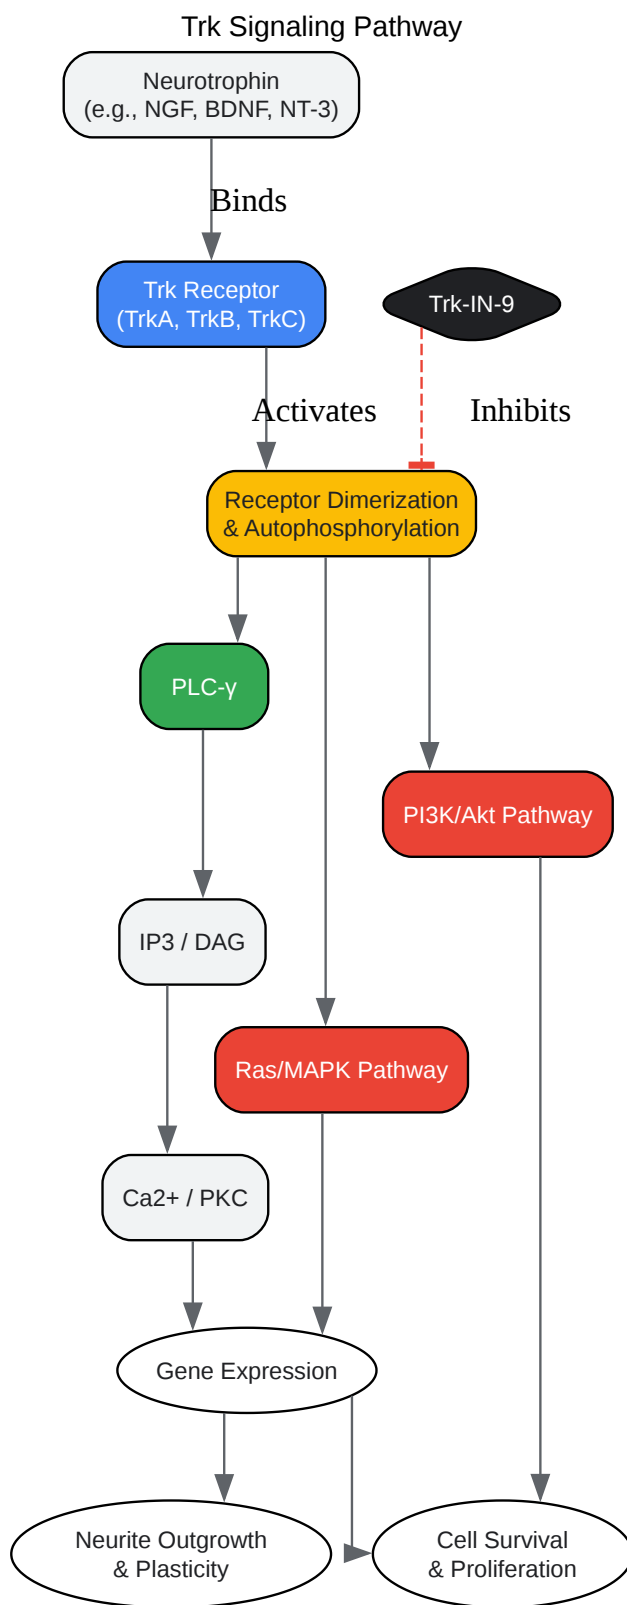 Trk Signaling Pathway
Neurotrophin
(e.g., NGF, BDNF, NT-3)
Binds
Trk Receptor
(TrkA, TrkB, TrkC)
Trk-IN-9
Activates
Inhibits
Receptor Dimerization
& Autophosphorylation
PLC-γ
PI3K/Akt Pathway
IP3 / DAG
Ras/MAPK Pathway
Ca2+ / PKC
Gene Expression
Neurite Outgrowth
& Plasticity
Cell Survival
& Proliferation